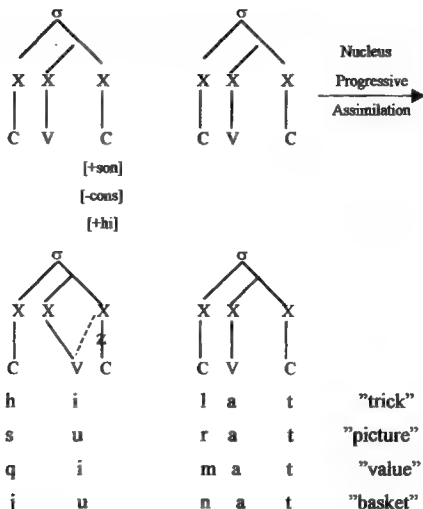 σ σ
Nucleus
X X X X X X Progressive
Assimilation
C V C C V C
[+son]
[-cons]
[+hi]
σ σ
X X X X X X
C V C C V C
h i l a t "trick"
s u r a t "picture"
q i m a t "value"
j u n a t "basket"